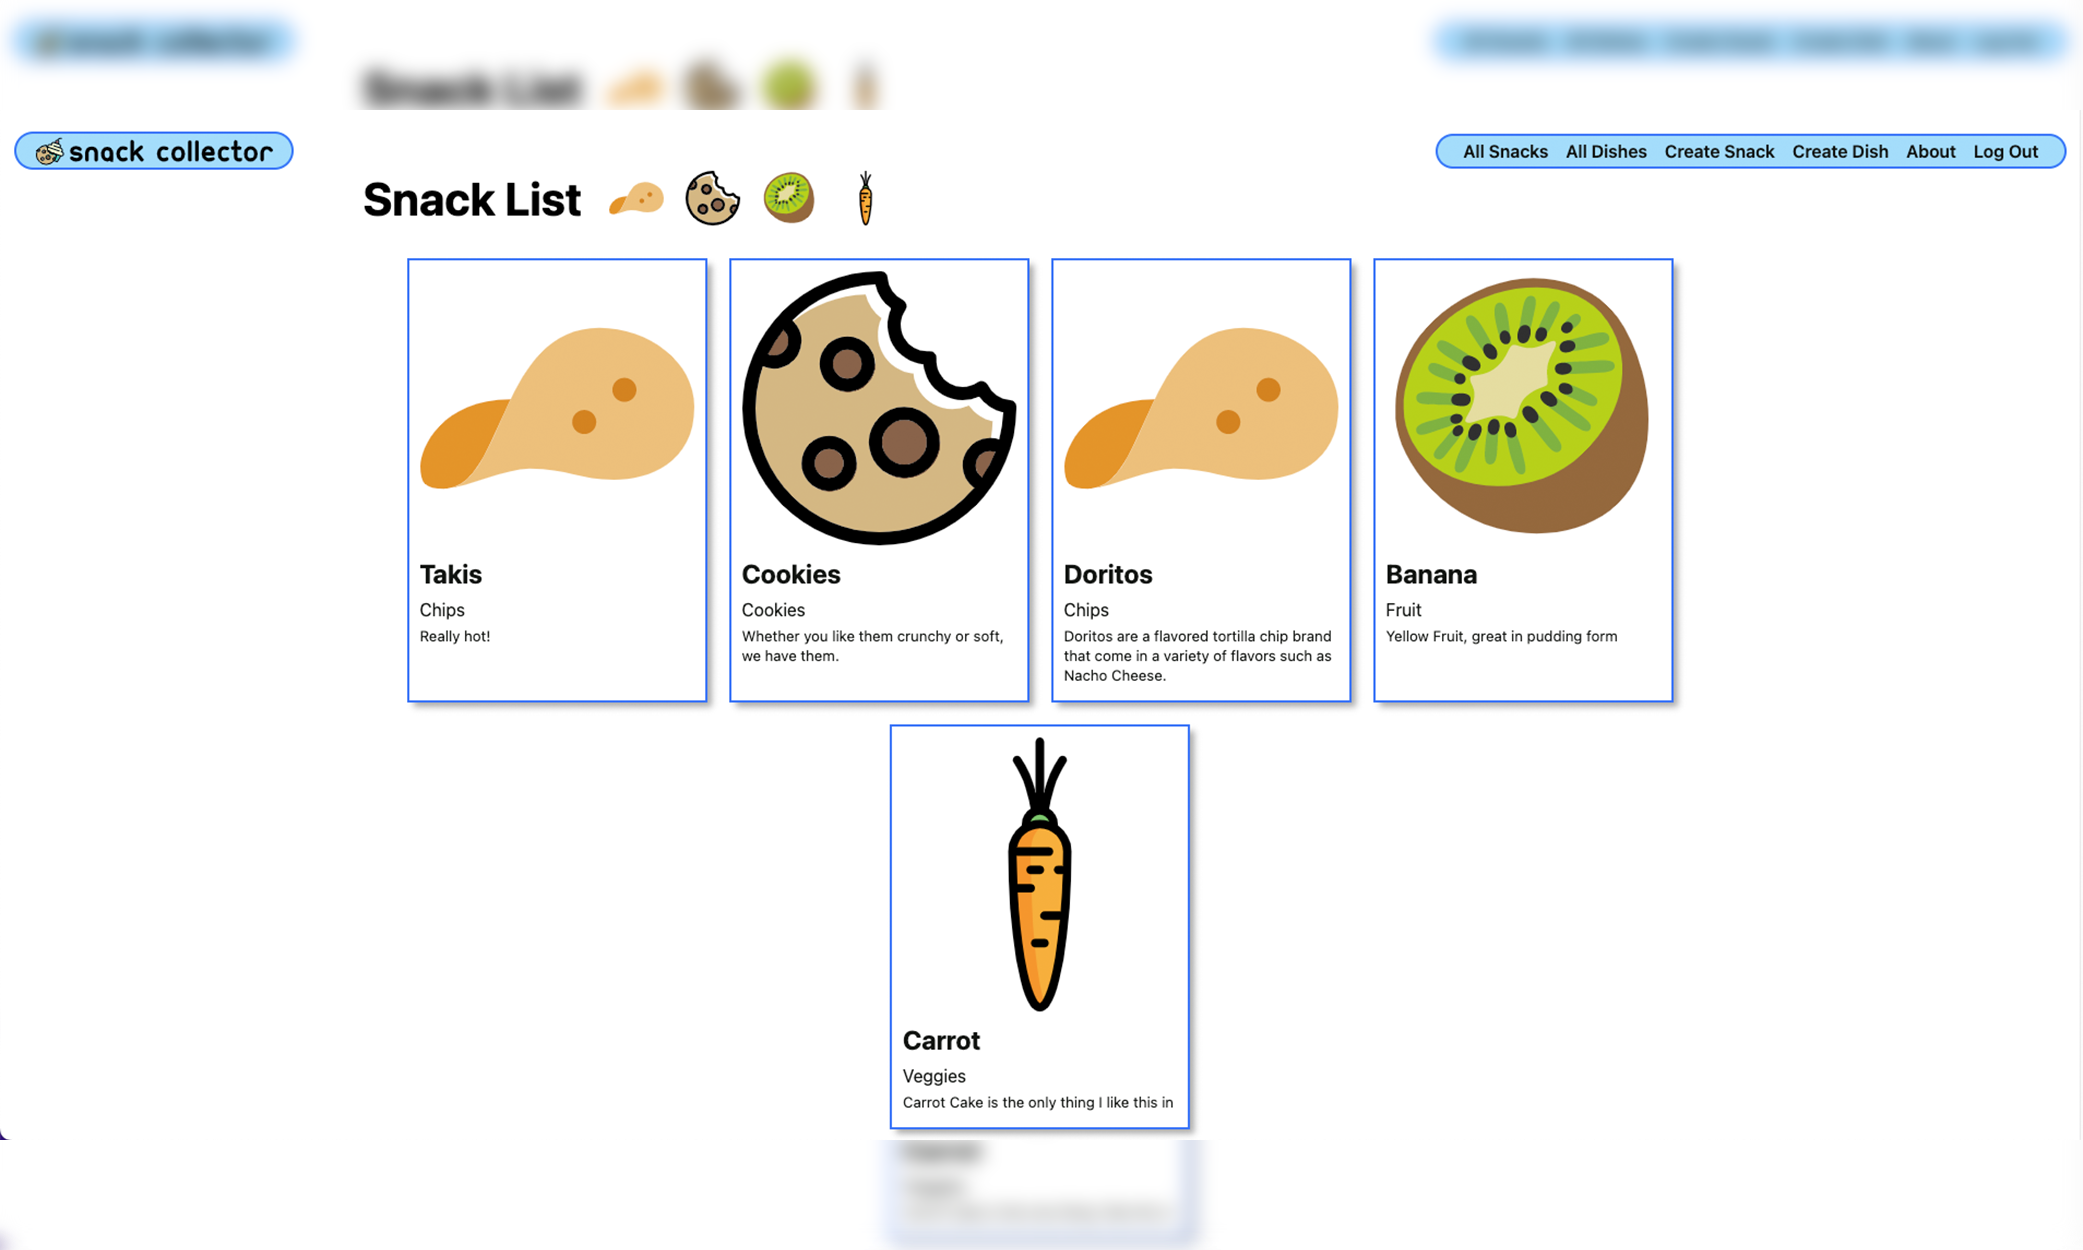 snack collector
All Snacks All Dishes Create Snack Create Dish About Log Out
Snack List
Takis
Chips
Really hot!
Cookies
Cookies
Whether you like them crunchy or soft,
we have them.
Doritos
Chips
Doritos are a flavored tortilla chip brand
that come in a variety of flavors such as
Nacho Cheese.
Banana
Fruit
Yellow Fruit, great in pudding form
Carrot
Veggies
Carrot Cake is the only thing I like this in